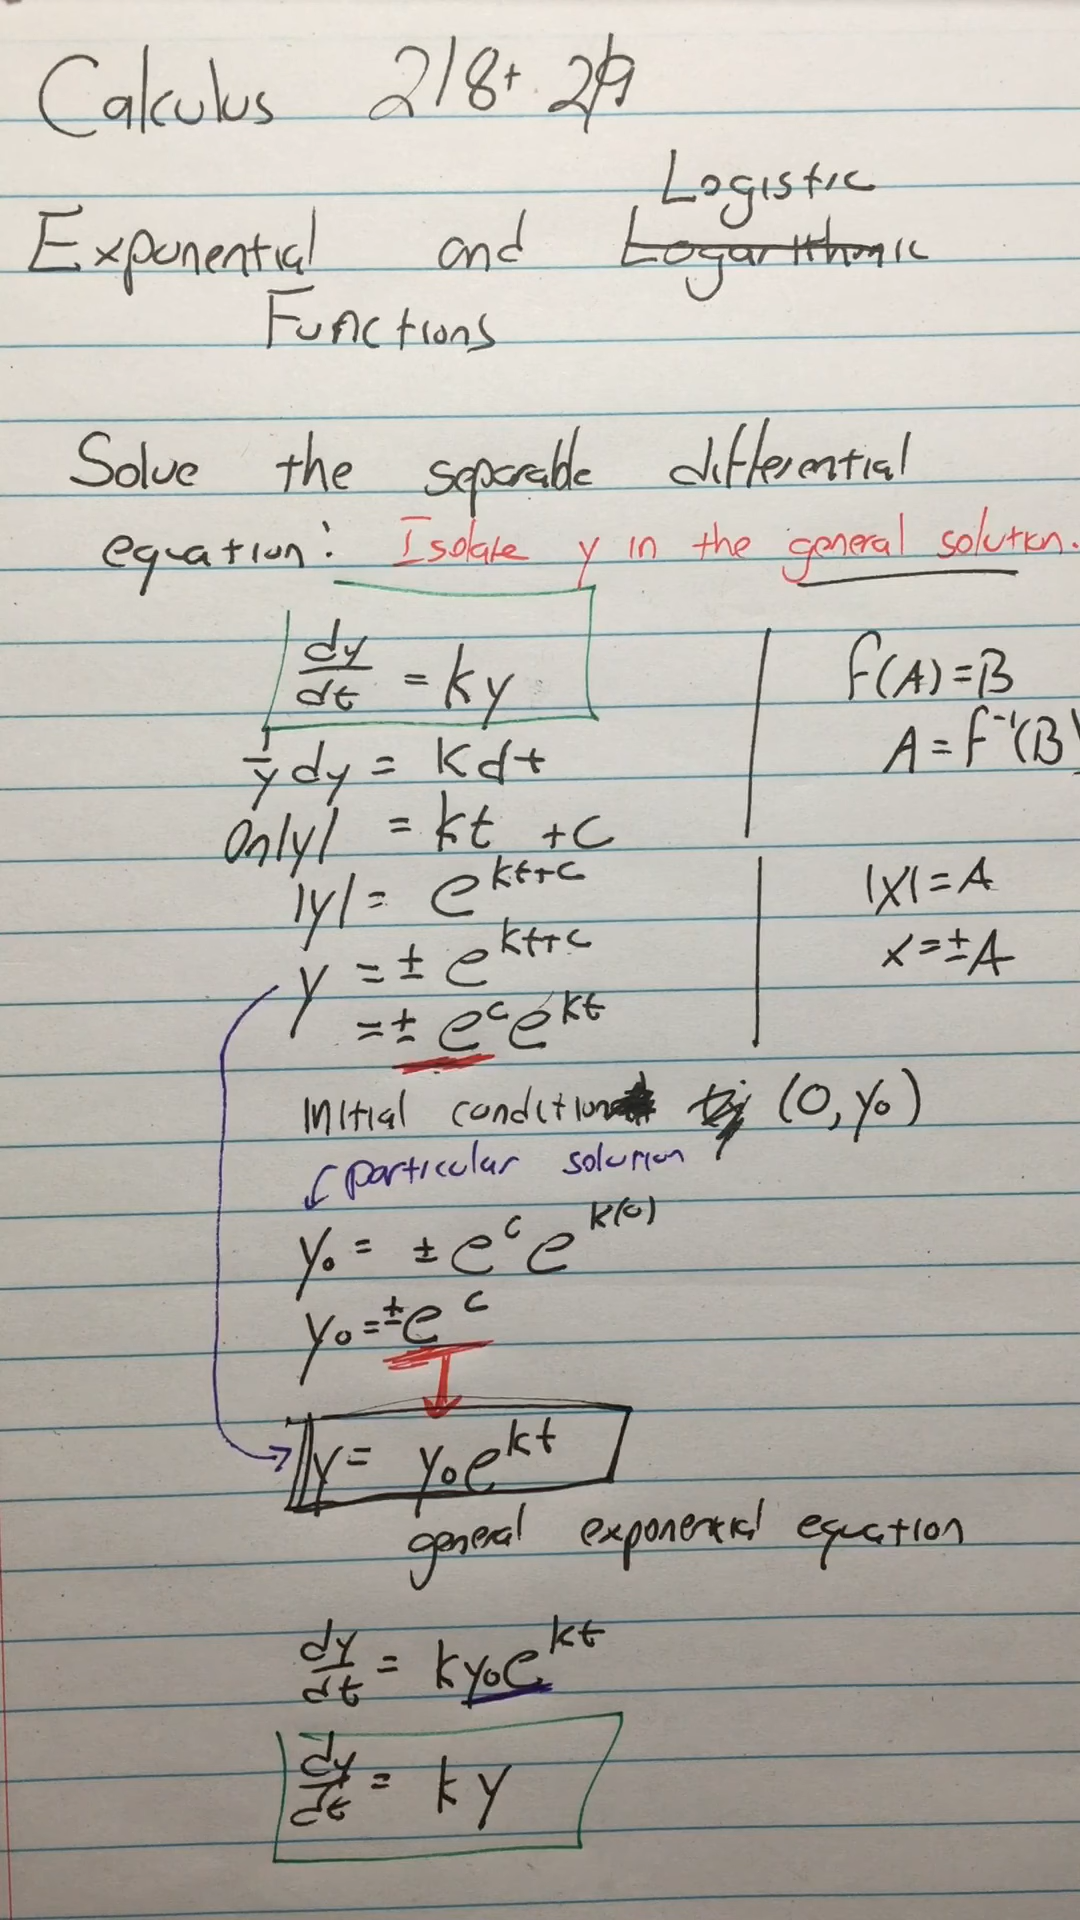 Calculus 2/8 + 2/9
Logistic
Exponential and Logarithmic
Functions
Solve the separable differential
equation: Isolate y in the general solution.
dy/dt = ky
1/y dy = k dt
ln|y| = kt + c
|y| = e^(kt+c)
y = ± e^(kt+c)
= ± e^c e^(kt)
f(A) = B
A = f^-1(B)
|x| = A
x = ± A
Initial condition (0, y₀)
particular solution
y₀ = ± e^c e^(k(0))
y₀ = ± e^c
y = y₀e^(kt)
general exponential equation
dy/dt = ky₀e^(kt)
dy/dt = ky